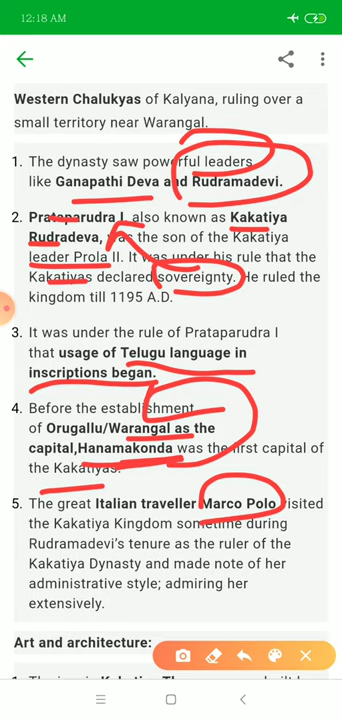 12:18 AM
Western Chalukyas of Kalyana, ruling over a
small territory near Warangal.
1. The dynasty saw powerful leaders
like Ganapathi Deva and Rudramadevi.
2. Prataparudra I, also known as Kakatiya
Rudradeva, was the son of the Kakatiya
leader Prola II. It was under his rule that the
Kakatiyas declared sovereignty. He ruled the
kingdom till 1195 A.D.
3. It was under the rule of Prataparudra I
that usage of Telugu language in
inscriptions began.
4. Before the establishment
of Orugallu/Warangal as the
capital,Hanamakonda was the first capital of
the Kakatiyas.
5. The great Italian traveller Marco Polo visited
the Kakatiya Kingdom sometime during
Rudramadevi's tenure as the ruler of the
Kakatiya Dynasty and made note of her
administrative style; admiring her
extensively.
Art and architecture: